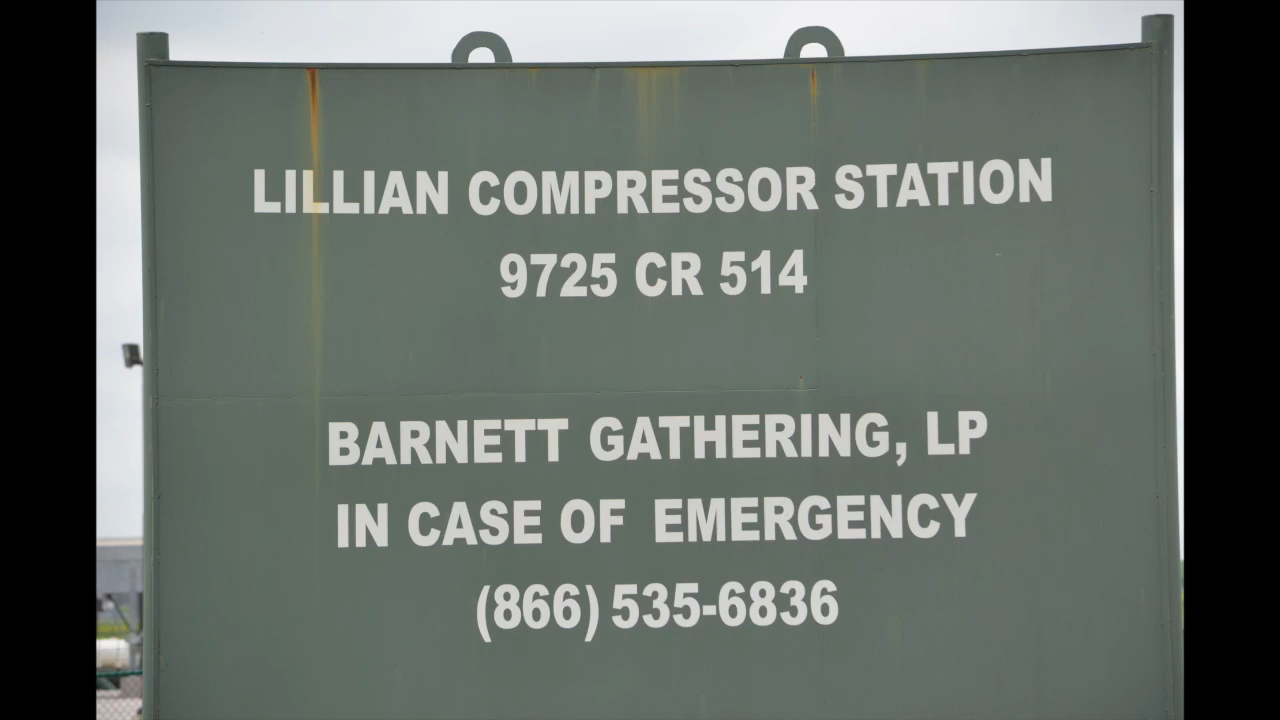 LILLIAN COMPRESSOR STATION
9725 CR 514
BARNETT GATHERING, LP
IN CASE OF EMERGENCY
(866) 535-6836